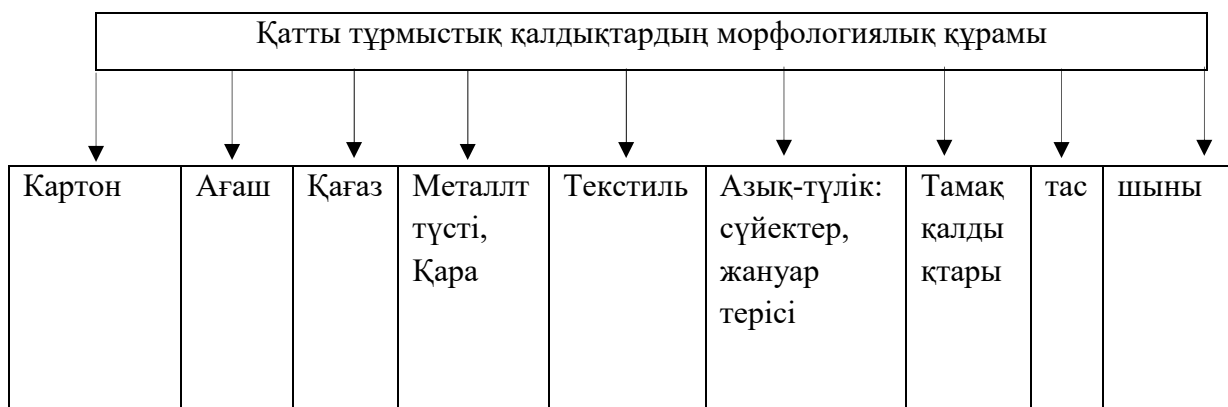 Қатты тұрмыстық қалдықтардың морфологиялық құрамы
Картон
Ағаш
Қағаз
Металлт
түсті,
Қара
Текстиль
Азық-түлік:
сүйектер,
жануар
терісі
Тамақ
қалды
қтары
тас
шыны